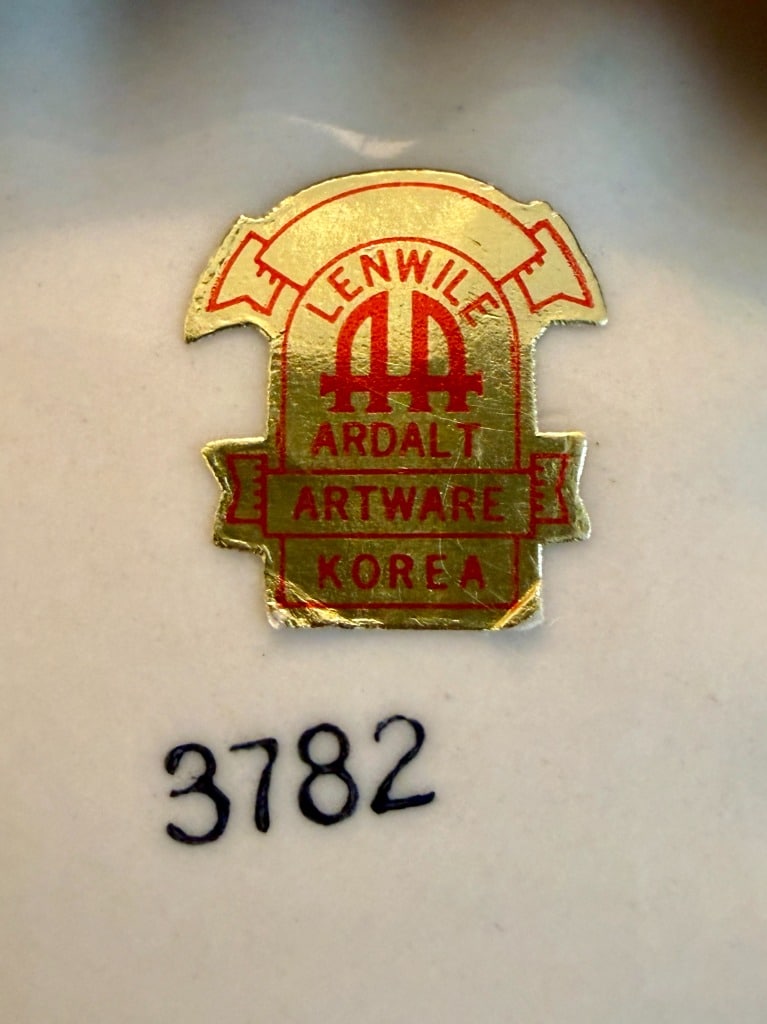 LENWILE
AA
ARDALT
ARTWARE
KOREA
3782